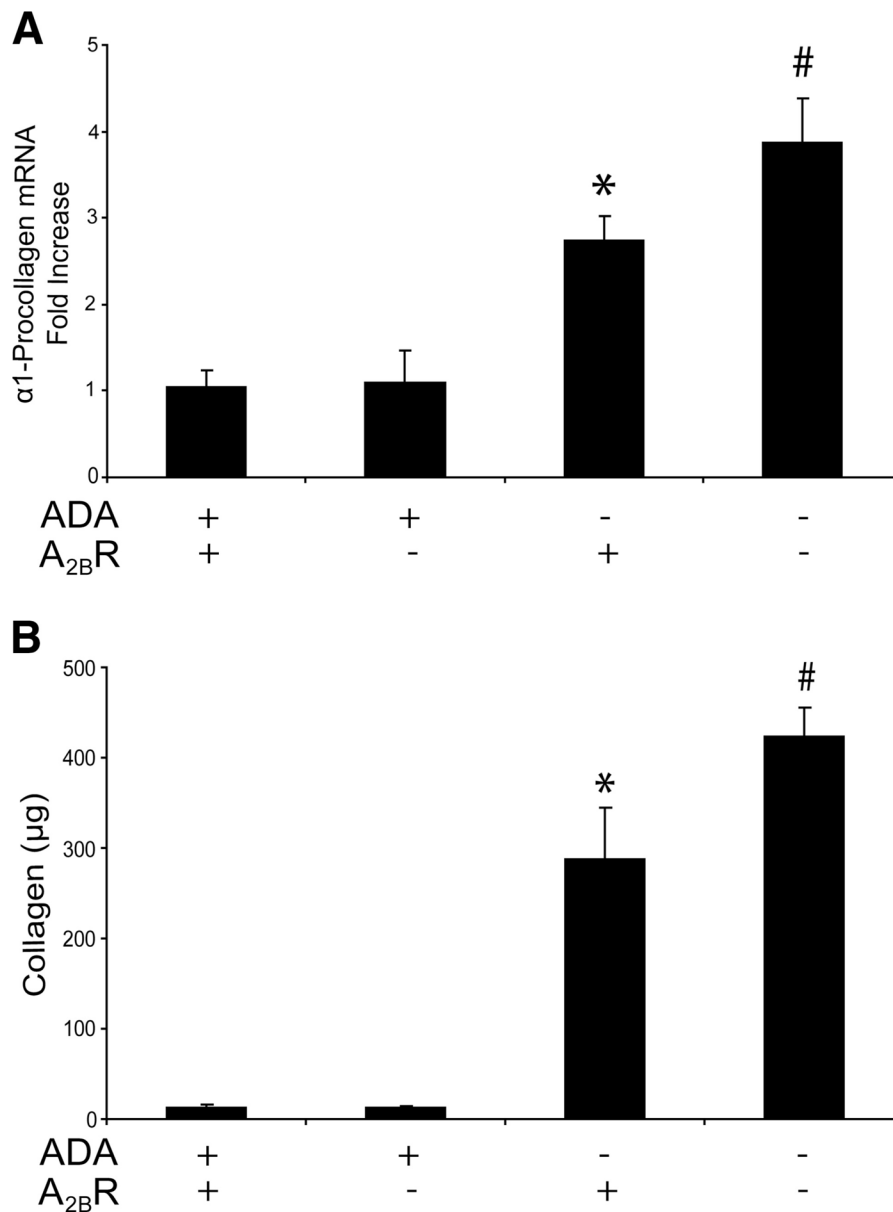 A
α1-Procollagen mRNA
Fold Increase
5
4
3
2
1
0
*
#
ADA + + - -
A2BR + - + -
B
Collagen (µg)
500
400
300
200
100
0
*
#
ADA + + - -
A2BR + - + -